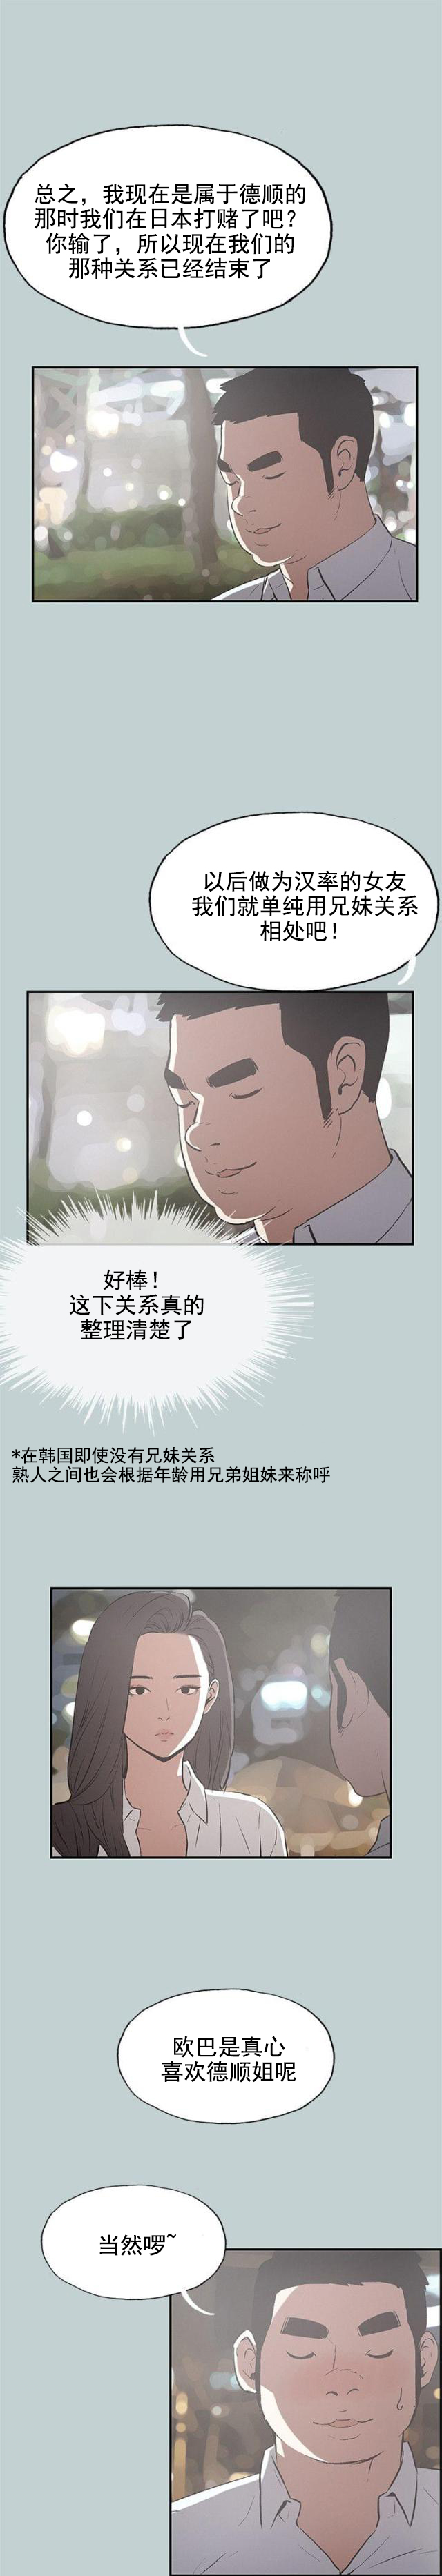 总之，我现在是属于德顺的
那时我们在日本打赌了吧？
你输了，所以现在我们的
那种关系已经结束了
以后做为汉率的女友
我们就单纯用兄妹关系
相处吧！
好棒！
这下关系真的
整理清楚了
*在韩国即使没有兄妹关系
熟人之间也会根据年龄用兄弟姐妹来称呼
欧巴是真心
喜欢德顺姐呢
当然啰~